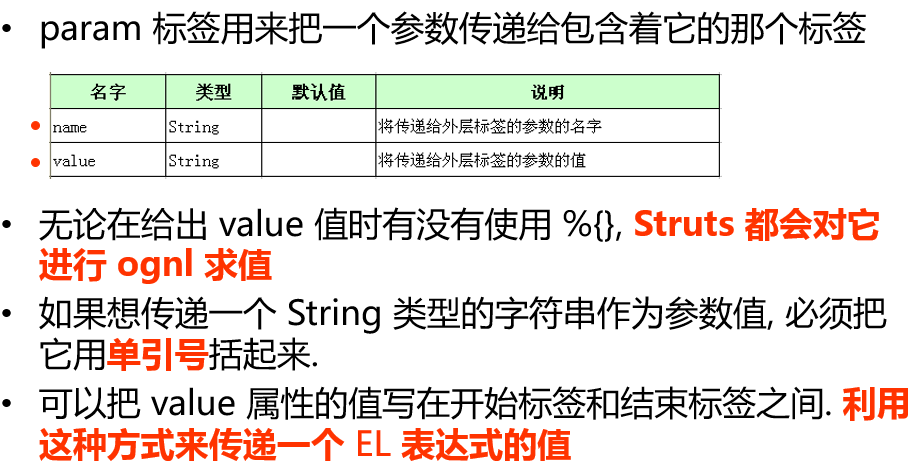 • param 标签用来把一个参数传递给包含着它的那个标签
名字 类型 默认值 说明
name String 将传递给外层标签的参数的名字
value String 将传递给外层标签的参数的值
• 无论在给出 value 值时有没有使用 %{}, Struts 都会对它
进行 ognl 求值
• 如果想传递一个 String 类型的字符串作为参数值, 必须把
它用单引号括起来.
• 可以把 value 属性的值写在开始标签和结束标签之间. 利用
这种方式来传递一个 EL 表达式的值